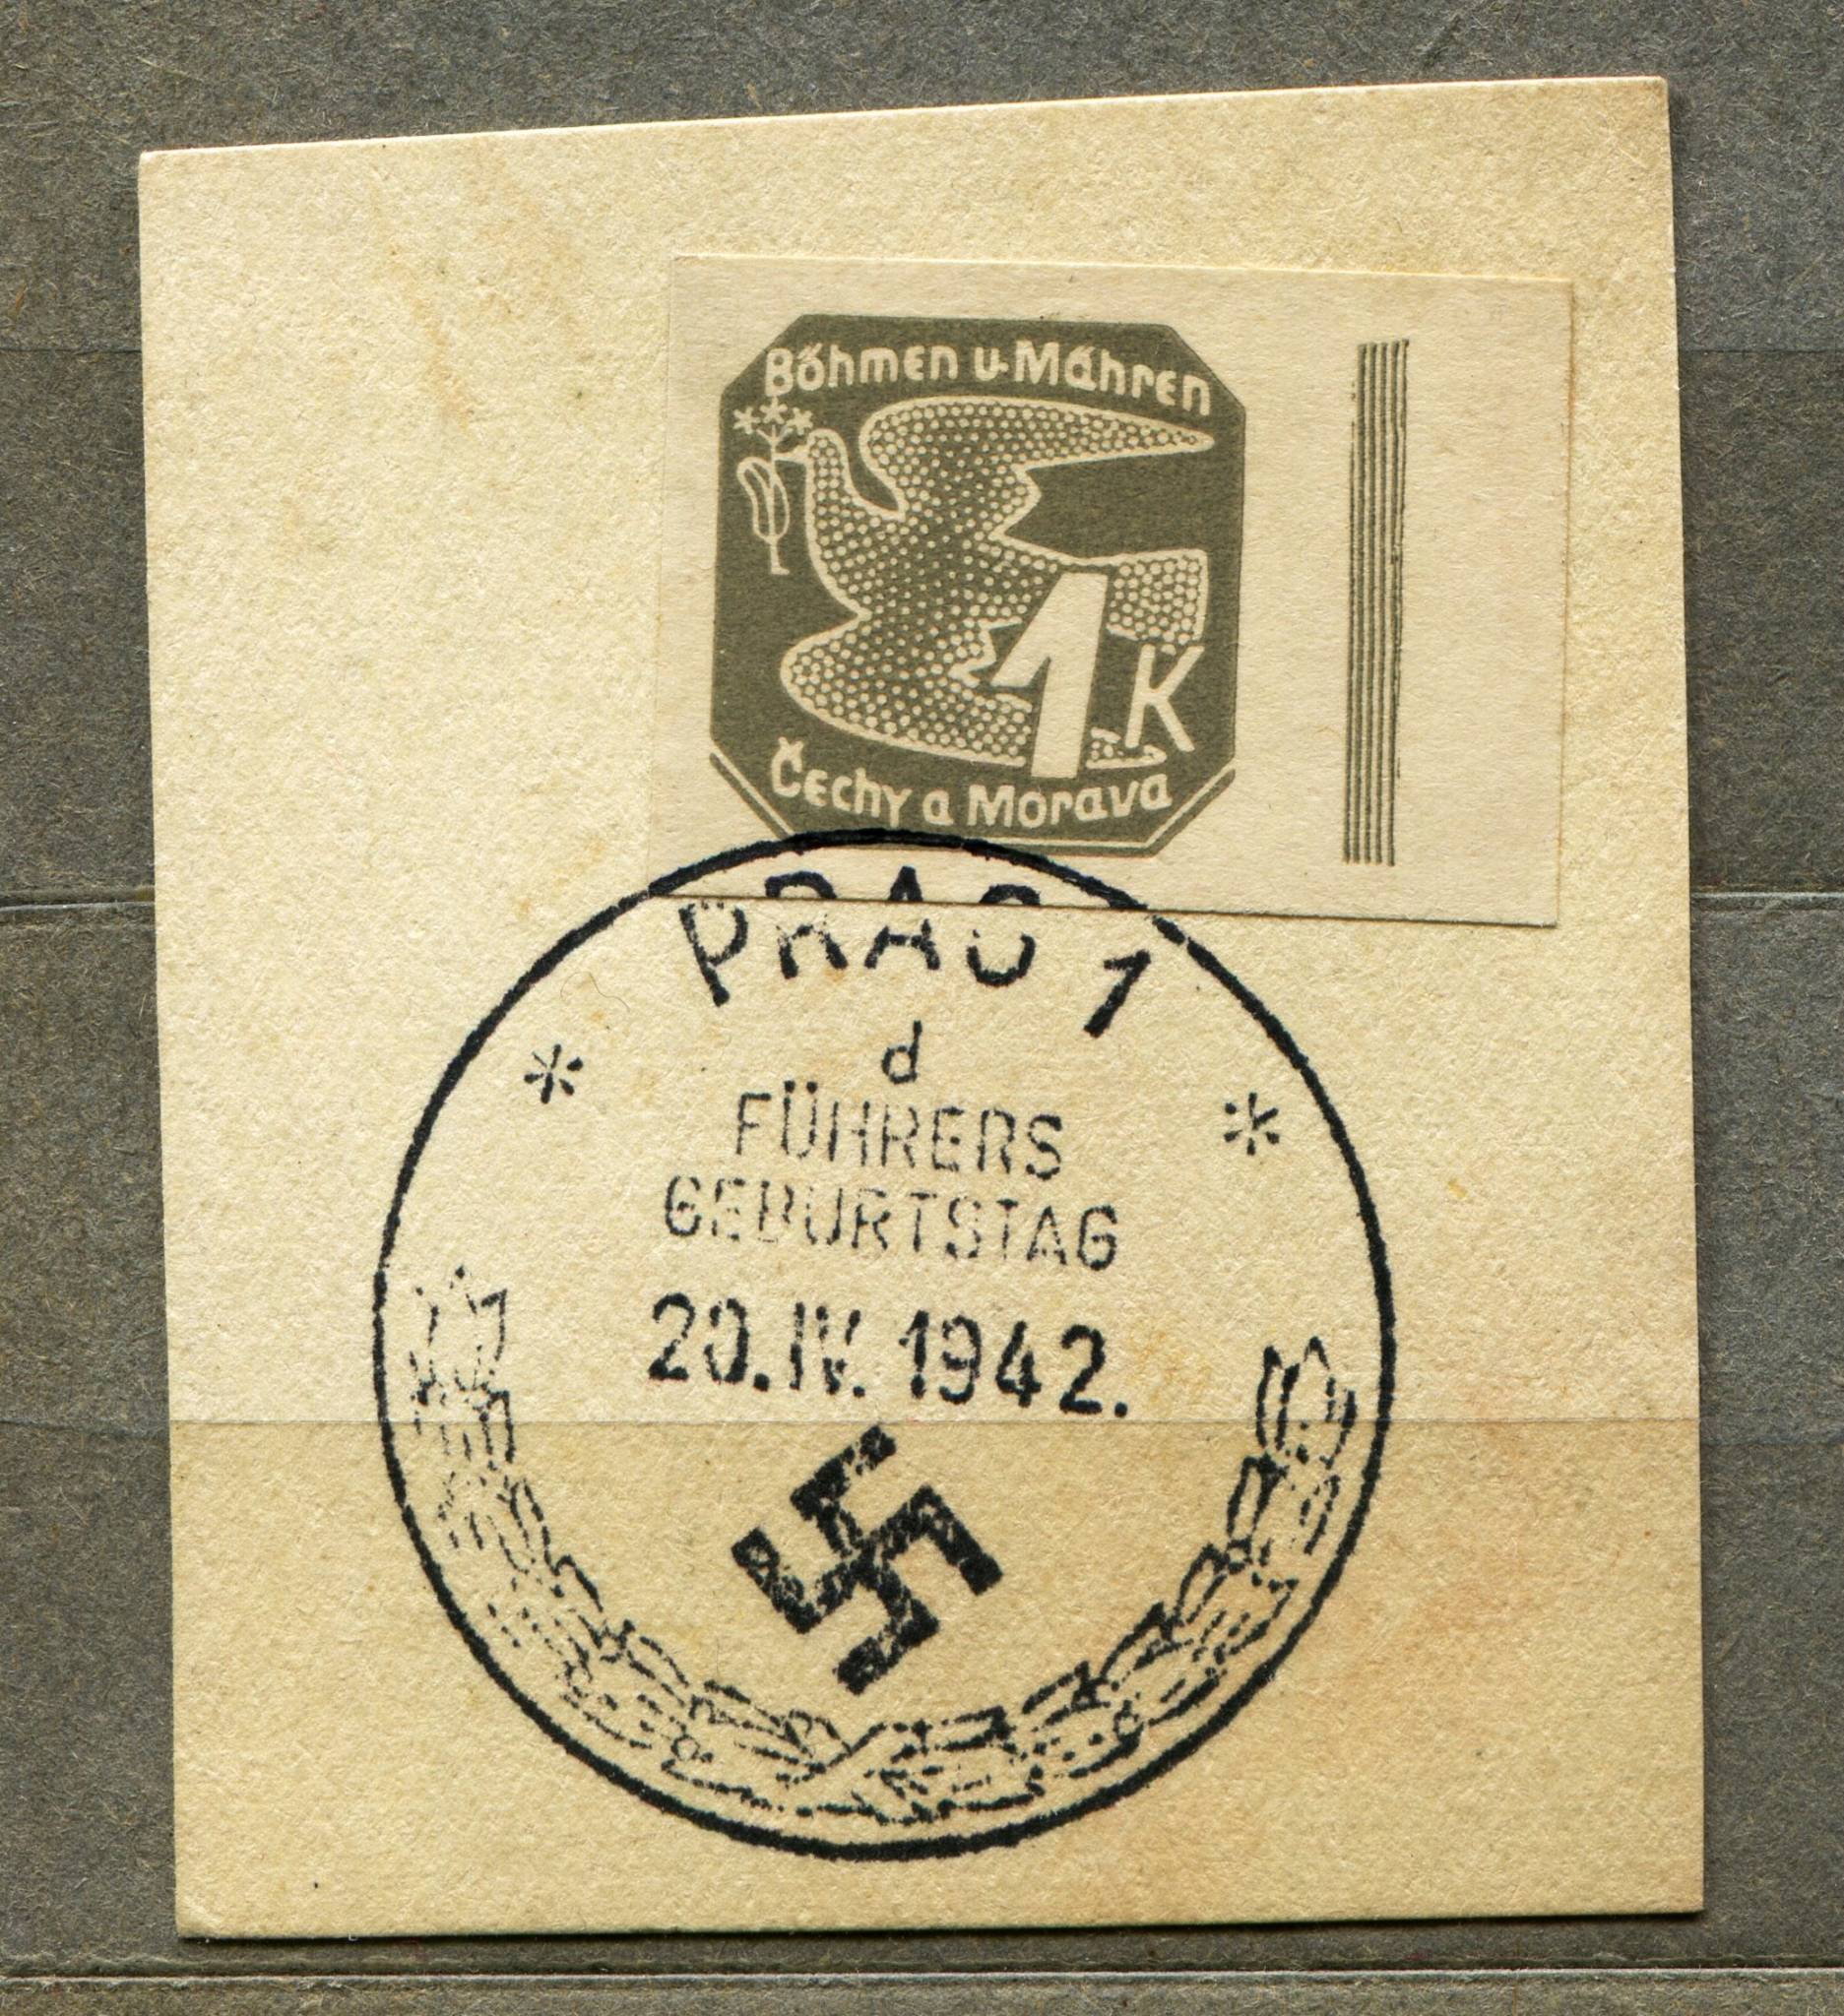 Böhmen u. Mähren
1 K
Čechy a Morava
PRAG 1
d
FÜHRERS
GEBURTSTAG
20.IV. 1942.